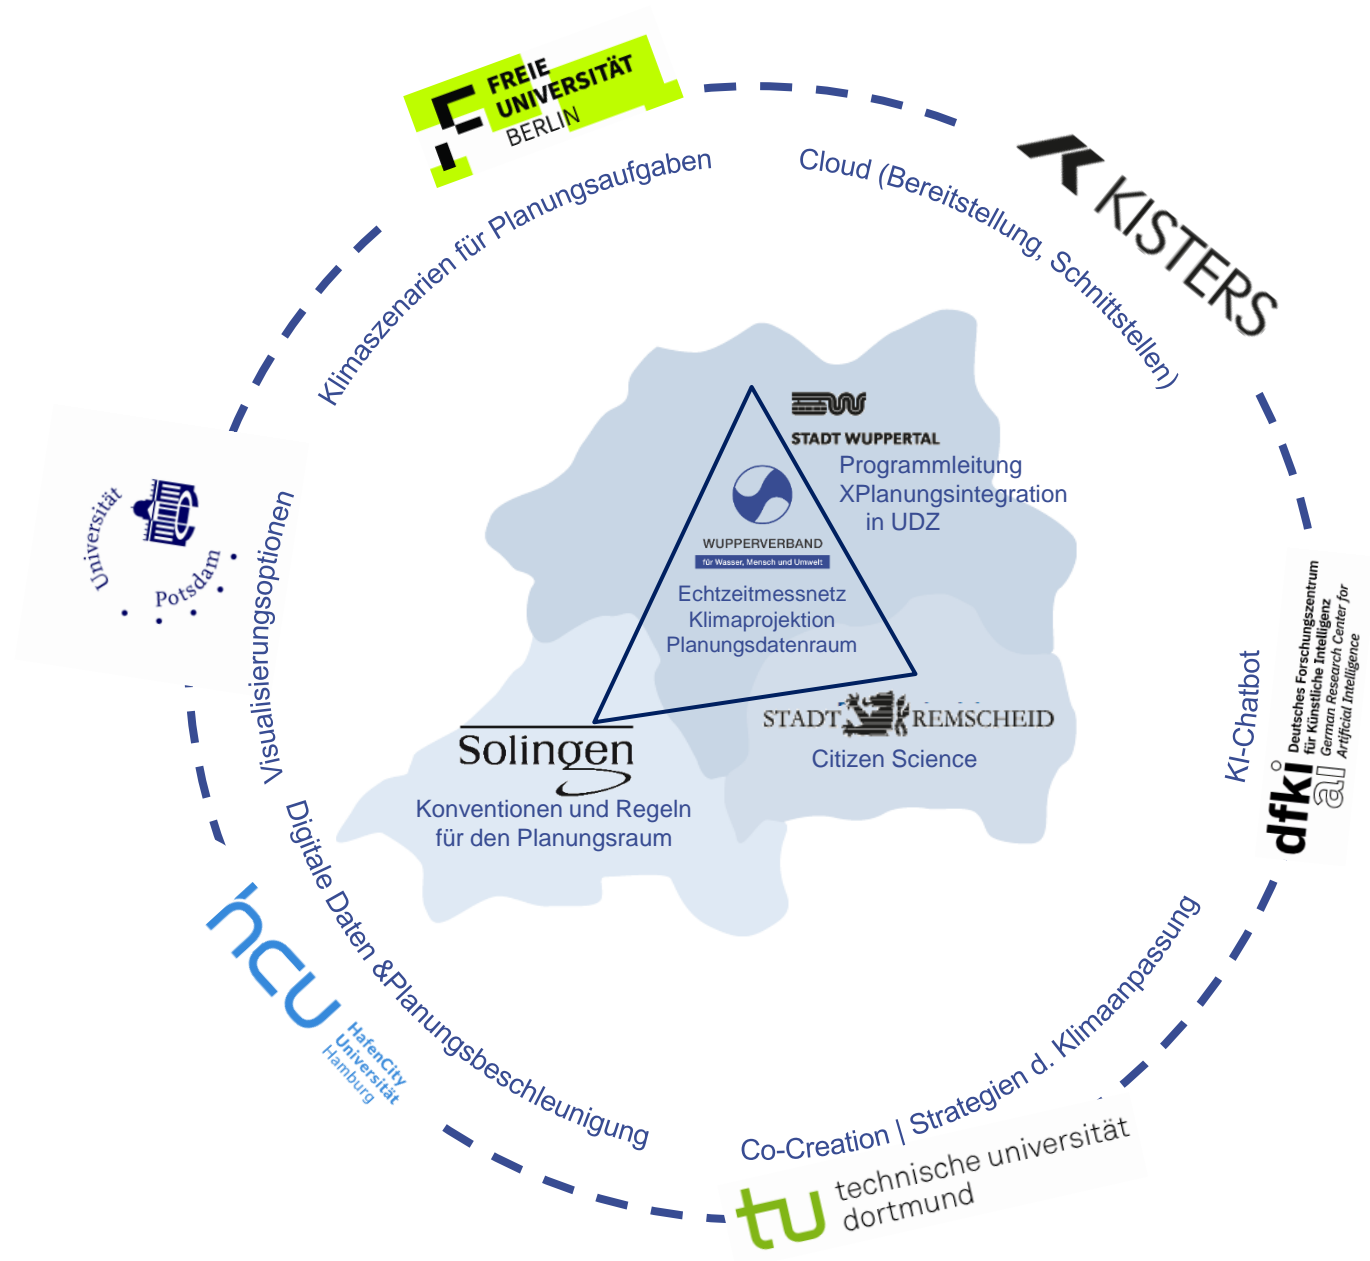 FREIE
UNIVERSITÄT
BERLIN
Klimaszenarien für Planungsaufgaben
Cloud (Bereitstellung, Schnittstellen)
KISTERS
STADT WUPPERTAL
Programmleitung
XPlanungsintegration
in UDZ
WUPPERVERBAND
für Wasser, Mensch und Umwelt
Echtzeitmessnetz
Klimaprojektion
Planungsdatenraum
Universität
Potsdam
Visualisierungsoptionen
Solingen
Konventionen und Regeln
für den Planungsraum
STADT REMSCHEID
Citizen Science
KI-Chatbot
dfki
ai
Deutsches Forschungszentrum
für Künstliche Intelligenz
German Research Center for
Artificial Intelligence
Digitale Daten &Planungsbeschleunigung
hcu
HafenCity
Universität
Hamburg
Co-Creation | Strategien d. Klimaanpassung
tu
technische universität
dortmund